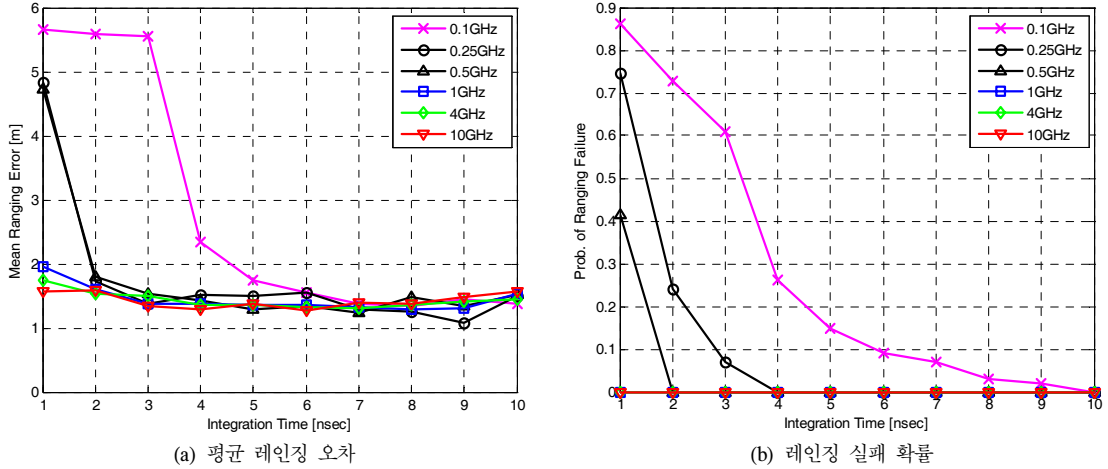 6
5
4
3
2
1
0
Mean Ranging Error [m]
0.1GHz
0.25GHz
0.5GHz
1GHz
4GHz
10GHz
1 2 3 4 5 6 7 8 9 10
Integration Time [nsec]
(a) 평균 레인징 오차
0.9
0.8
0.7
0.6
0.5
0.4
0.3
0.2
0.1
0
Prob. of Ranging Failure
0.1GHz
0.25GHz
0.5GHz
1GHz
4GHz
10GHz
1 2 3 4 5 6 7 8 9 10
Integration Time [nsec]
(b) 레인징 실패 확률